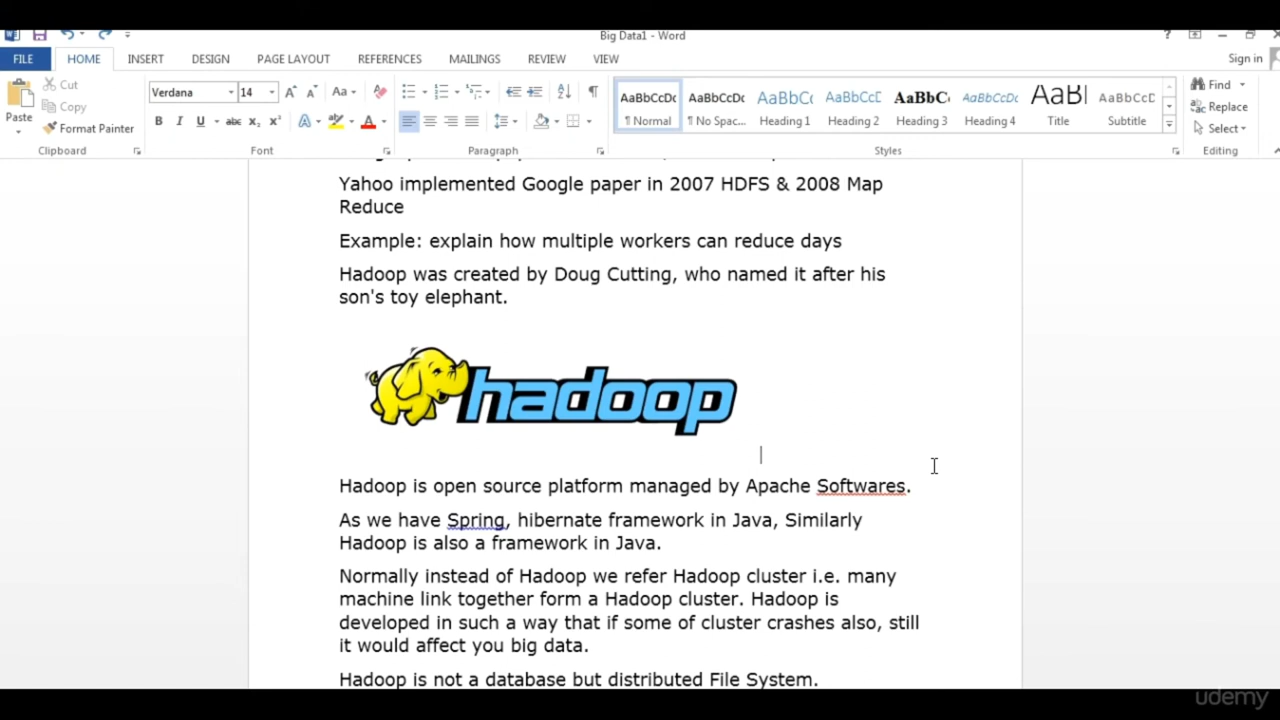 Big Data1 - Word
FILE HOME INSERT DESIGN PAGE LAYOUT REFERENCES MAILINGS REVIEW VIEW Sign in
Paste Cut Copy Format Painter
Verdana 14 Aa
B I U abc X₂ X² A A
AaBbCcDc AaBbCcDc AaBbC( AaBbCcD AaBbC( AaBbCcD( AaBI AaBbCcD
¶ Normal ¶ No Spac... Heading 1 Heading 2 Heading 3 Heading 4 Title Subtitle
Find Replace Select
Clipboard Font Paragraph Styles Editing
Yahoo implemented Google paper in 2007 HDFS & 2008 Map
Reduce
Example: explain how multiple workers can reduce days
Hadoop was created by Doug Cutting, who named it after his
son's toy elephant.
hadoop
Hadoop is open source platform managed by Apache Softwares.
As we have Spring, hibernate framework in Java, Similarly
Hadoop is also a framework in Java.
Normally instead of Hadoop we refer Hadoop cluster i.e. many
machine link together form a Hadoop cluster. Hadoop is
developed in such a way that if some of cluster crashes also, still
it would affect you big data.
Hadoop is not a database but distributed File System.
udemy